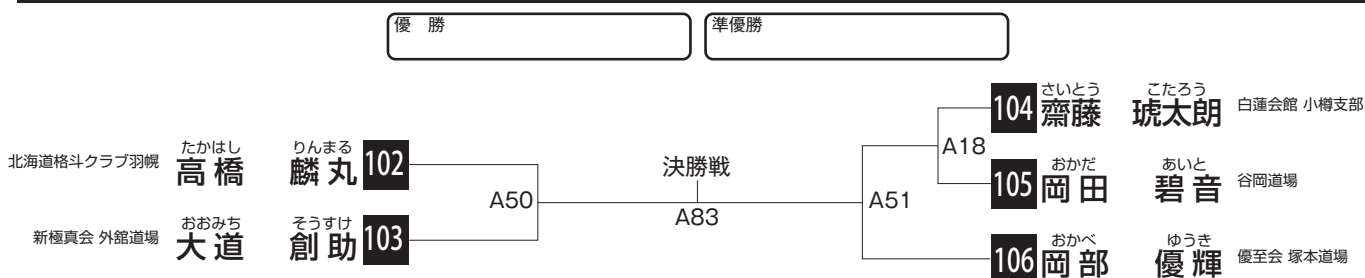 優　勝
準優勝
北海道格斗クラブ羽幌 たかはし りんまる 高橋 麟丸 102
新極真会 外舘道場 おおみち そうすけ 大道 創助 103
A50
決勝戦
A83
A51
A18
104 さいとう こたろう 齋藤 琥太朗 白蓮会館 小樽支部
105 おかだ あいと 岡田 碧音 谷岡道場
106 おかべ ゆうき 岡部 優輝 優至会 塚本道場